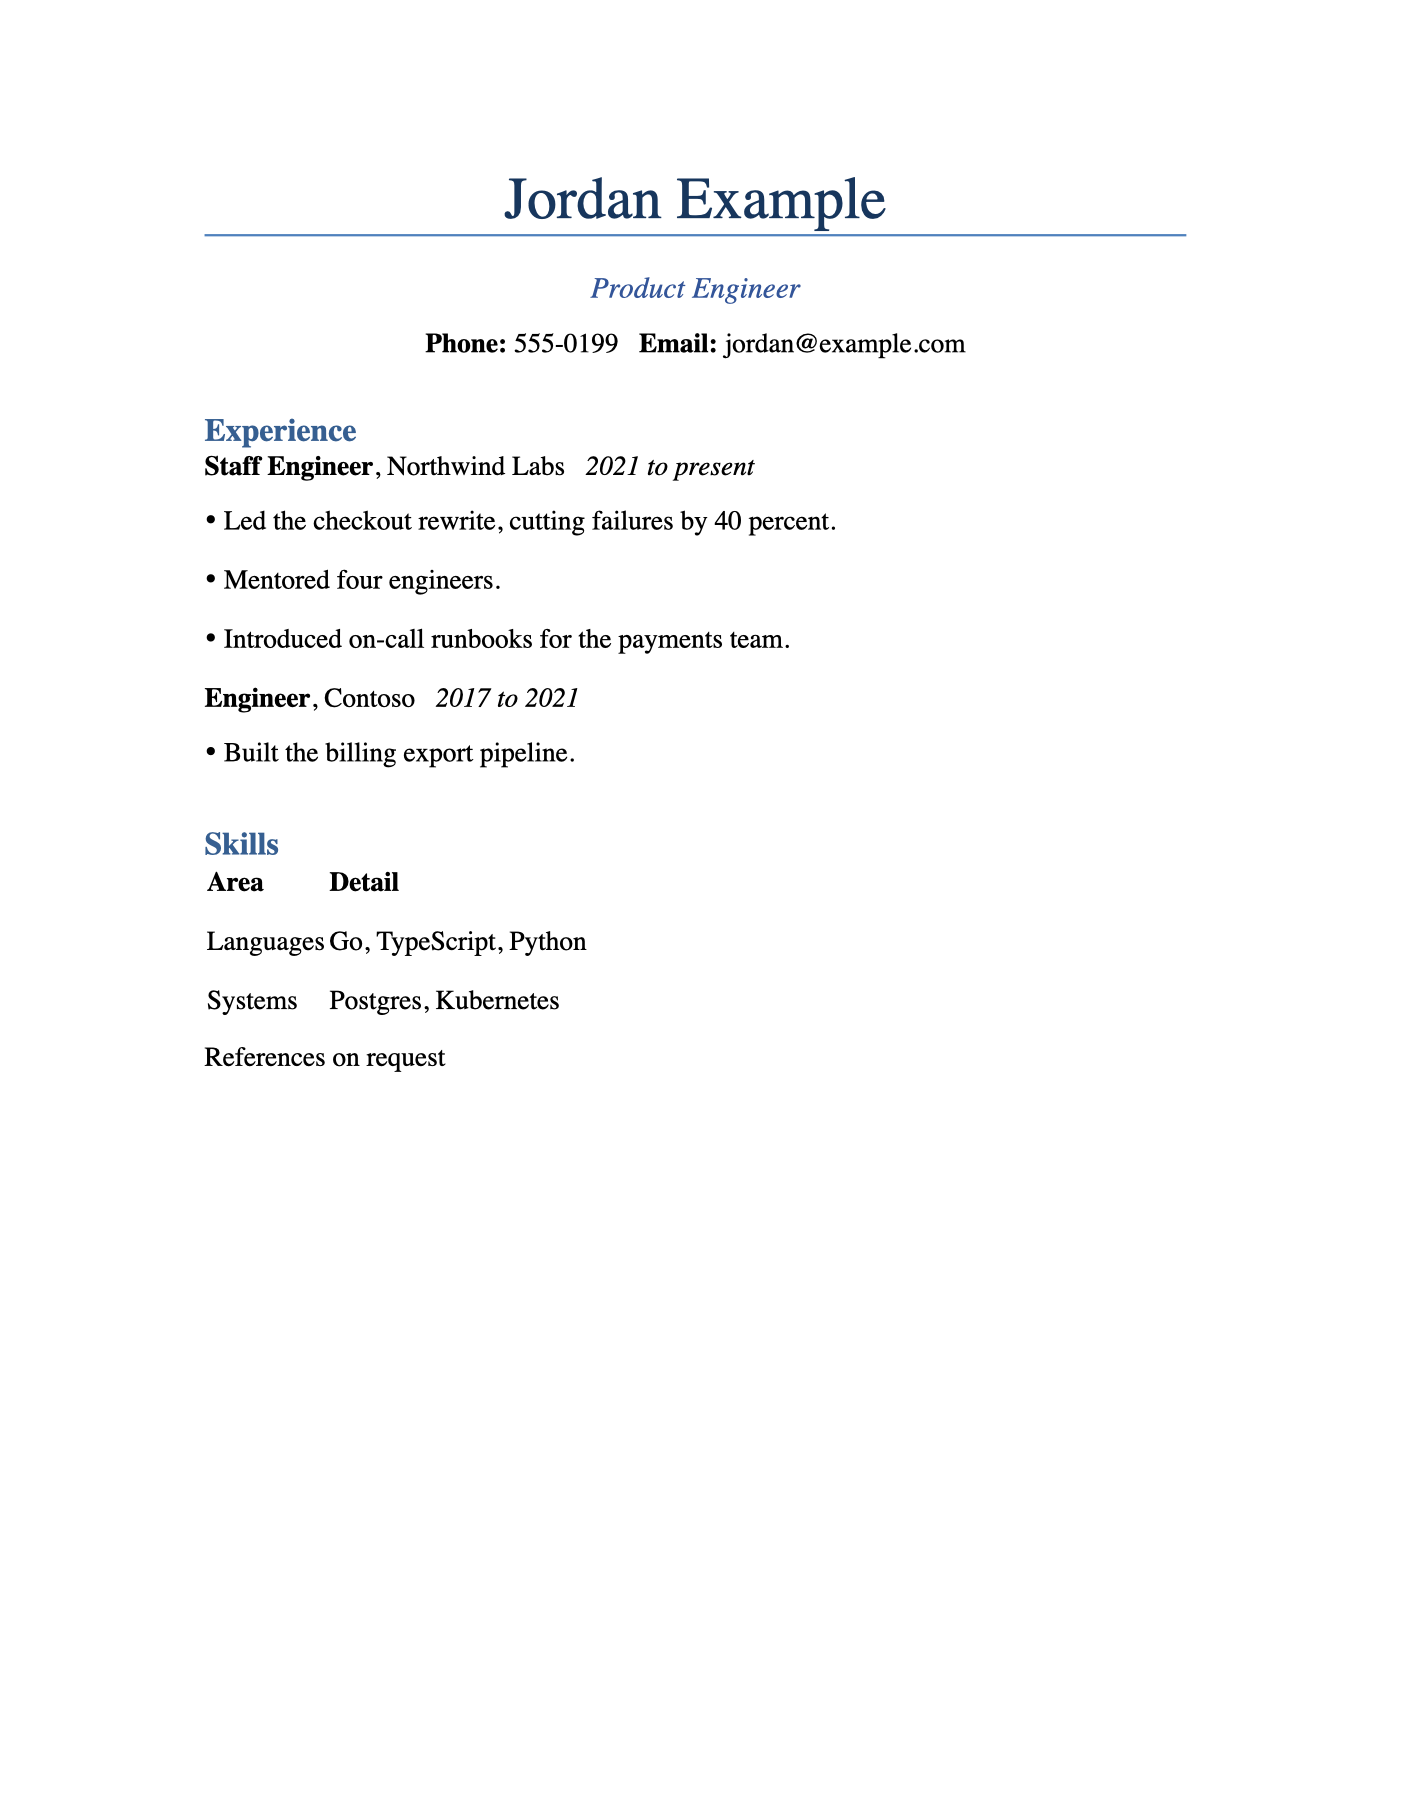 Jordan Example
Product Engineer
Phone: 555-0199 Email: jordan@example.com
Experience
Staff Engineer, Northwind Labs 2021 to present
• Led the checkout rewrite, cutting failures by 40 percent.
• Mentored four engineers.
• Introduced on-call runbooks for the payments team.
Engineer, Contoso 2017 to 2021
• Built the billing export pipeline.
Skills
Area Detail
Languages Go, TypeScript, Python
Systems Postgres, Kubernetes
References on request